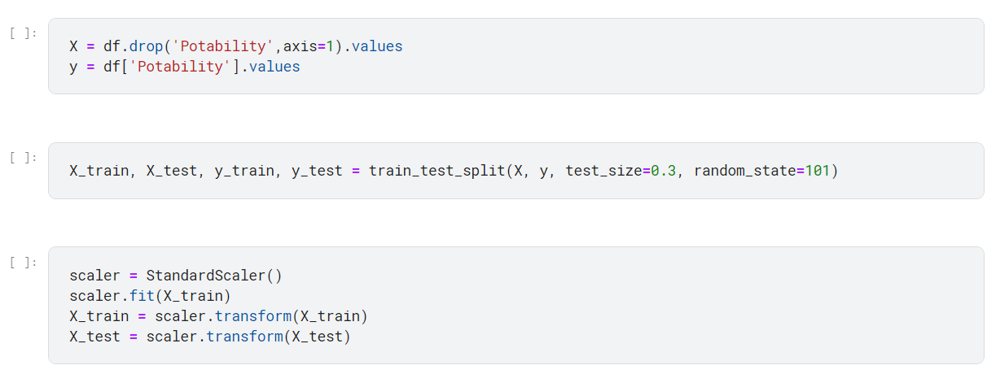 [ ]:
X = df.drop('Potability',axis=1).values
y = df['Potability'].values
[ ]:
X_train, X_test, y_train, y_test = train_test_split(X, y, test_size=0.3, random_state=101)
[ ]:
scaler = StandardScaler()
scaler.fit(X_train)
X_train = scaler.transform(X_train)
X_test = scaler.transform(X_test)